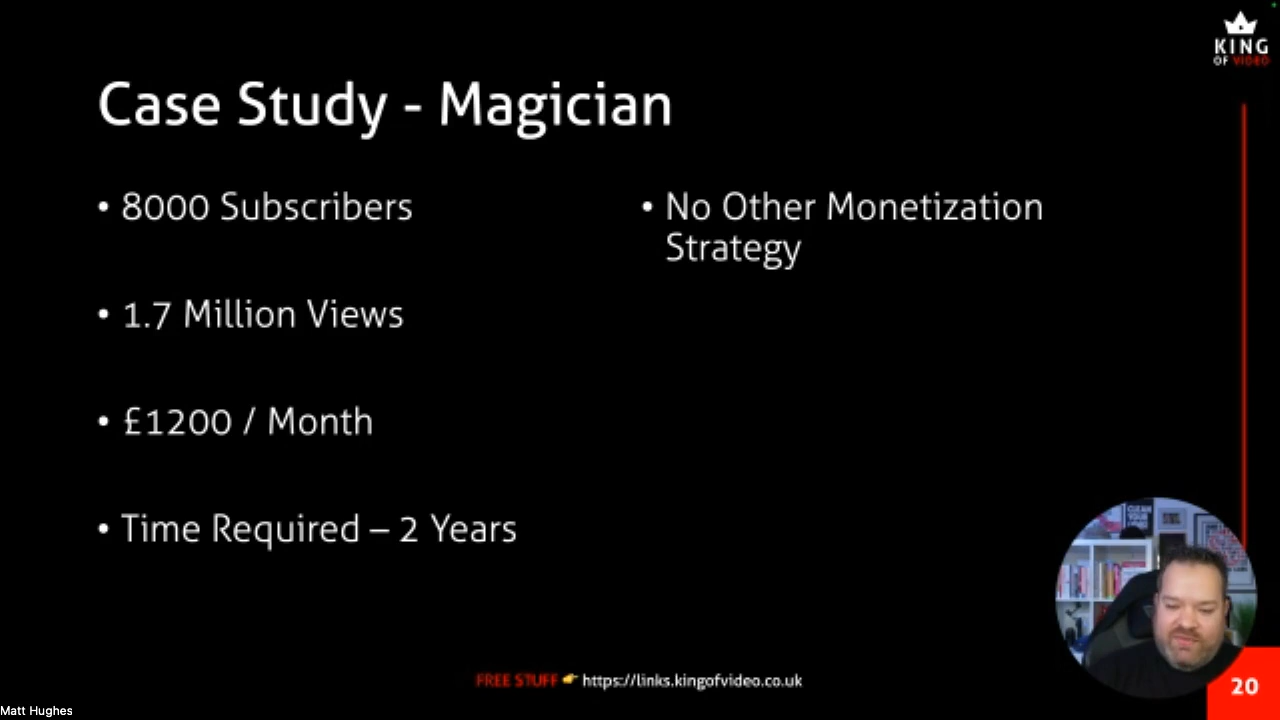 KING
OF VIDEO
Case Study - Magician
• 8000 Subscribers
• No Other Monetization
Strategy
• 1.7 Million Views
• £1200 / Month
• Time Required – 2 Years
FREE STUFF 👉 https://links.kingofvideo.co.uk
20
Matt Hughes